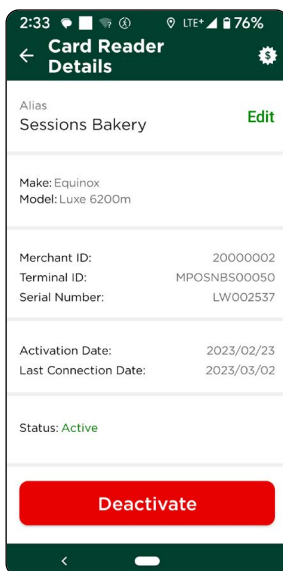 2:33 LTE+ 76%
Card Reader
Details
Alias
Sessions Bakery
Edit
Make: Equinox
Model: Luxe 6200m
Merchant ID: 20000002
Terminal ID: MPOSNBS00050
Serial Number: LW002537
Activation Date: 2023/02/23
Last Connection Date: 2023/03/02
Status: Active
Deactivate